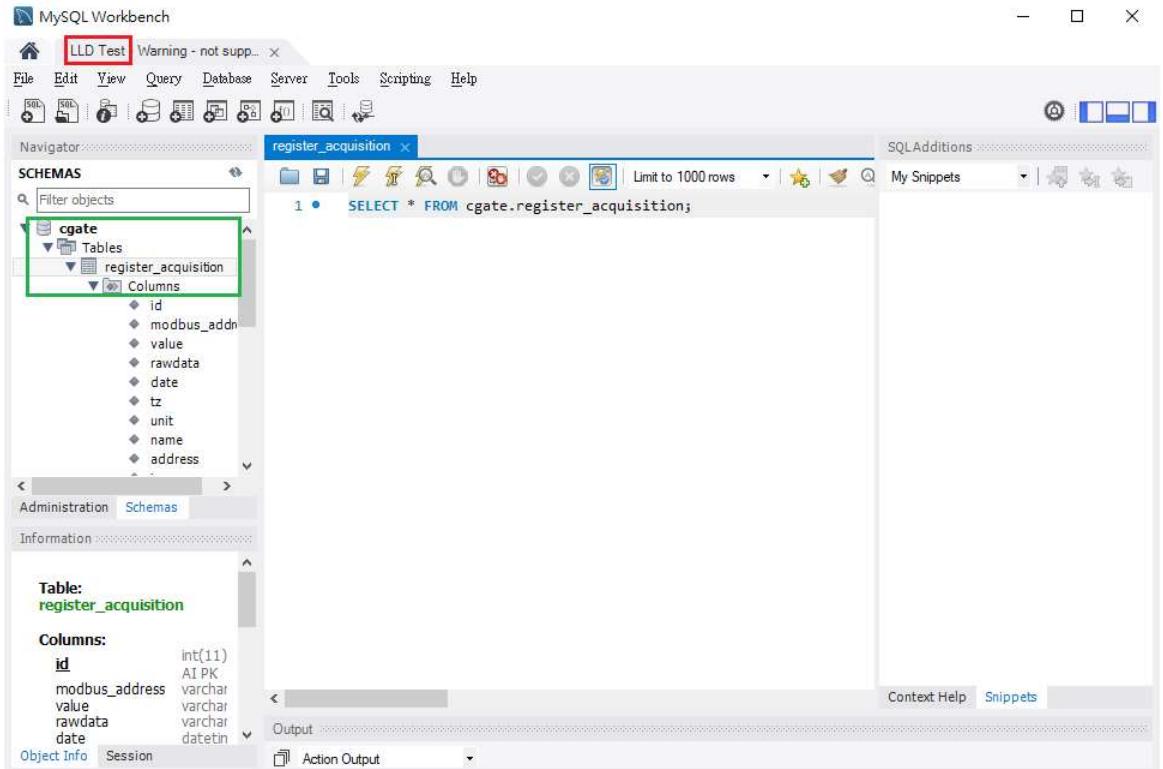 MySQL Workbench
LLD Test Warning - not supp...
File Edit View Query Database Server Tools Scripting Help
Navigator
SCHEMAS
Filter objects
cgate
Tables
register_acquisition
Columns
id
modbus_addr
value
rawdata
date
tz
unit
name
address
Administration Schemas
Information
Table:
register_acquisition
Columns:
id int(11)
AI PK
modbus_address varchar
value varchar
rawdata varchar
date datetin
Object Info Session
register_acquisition
Limit to 1000 rows
1 SELECT * FROM cgate.register_acquisition;
Output
Action Output
SQLAdditions
My Snippets
Context Help Snippets